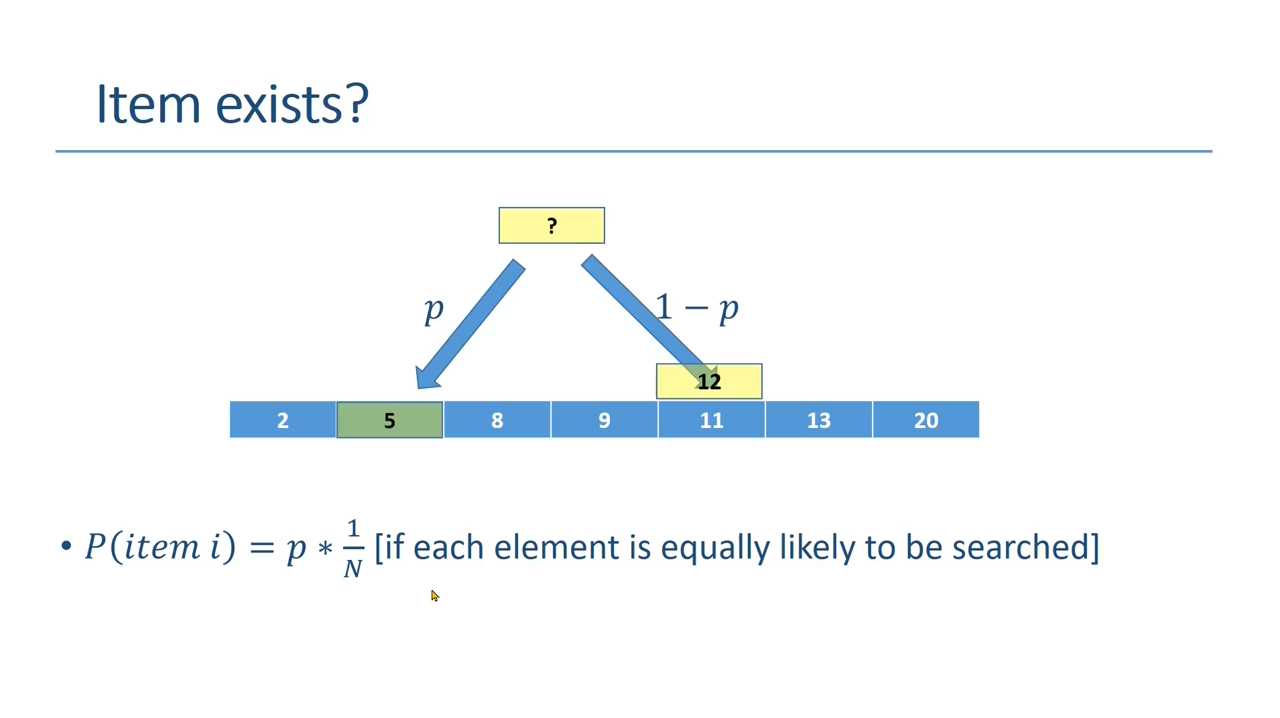 Item exists?
?
p
1 − p
12
2 5 8 9 11 13 20
• P(item i) = p ∗ 1/N [if each element is equally likely to be searched]